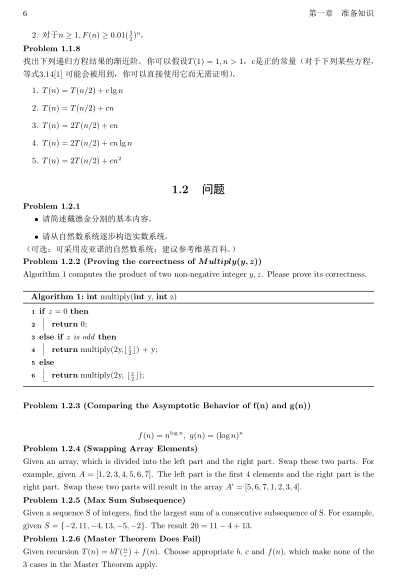 6 第一章 准备知识
2. 对于n ≥ 1, F(n) ≥ 0.01(3/2)^n。
Problem 1.1.8
找出下列递归方程结果的渐近阶。你可以假设T(1) = 1, n > 1，c是正的常量（对于下列某些方程，
等式3.14[1] 可能会被用到，你可以直接使用它而无需证明）。
1. T(n) = T(n/2) + c lg n
2. T(n) = T(n/2) + cn
3. T(n) = 2T(n/2) + cn
4. T(n) = 2T(n/2) + cn lg n
5. T(n) = 2T(n/2) + cn²
1.2 问题
Problem 1.2.1
• 请简述戴德金分割的基本内容。
• 请从自然数系统逐步构造实数系统。
（可选：可采用皮亚诺的自然数系统；建议参考维基百科。）
Problem 1.2.2 (Proving the correctness of Multiply(y, z))
Algorithm 1 computes the product of two non-negative integer y, z. Please prove its correctness.
Algorithm 1: int multiply(int y, int z)
1 if z = 0 then
2 return 0;
3 else if z is odd then
4 return multiply(2y,⌊z/2⌋) + y;
5 else
6 return multiply(2y, ⌊z/2⌋);
Problem 1.2.3 (Comparing the Asymptotic Behavior of f(n) and g(n))
f(n) = n^{log n}, g(n) = (log n)^n
Problem 1.2.4 (Swapping Array Elements)
Given an array, which is divided into the left part and the right part. Swap these two parts. For
example, given A = [1, 2, 3, 4, 5, 6, 7]. The left part is the first 4 elements and the right part is the
right part. Swap these two parts will result in the array A′ = [5, 6, 7, 1, 2, 3, 4].
Problem 1.2.5 (Max Sum Subsequence)
Given a sequence S of integers, find the largest sum of a consecutive subsequence of S. For example,
given S = {−2, 11, −4, 13, −5, −2}. The result 20 = 11 − 4 + 13.
Problem 1.2.6 (Master Theorem Does Fail)
Given recursion T(n) = bT(n/c) + f(n). Choose appropriate b, c and f(n), which make none of the
3 cases in the Master Theorem apply.